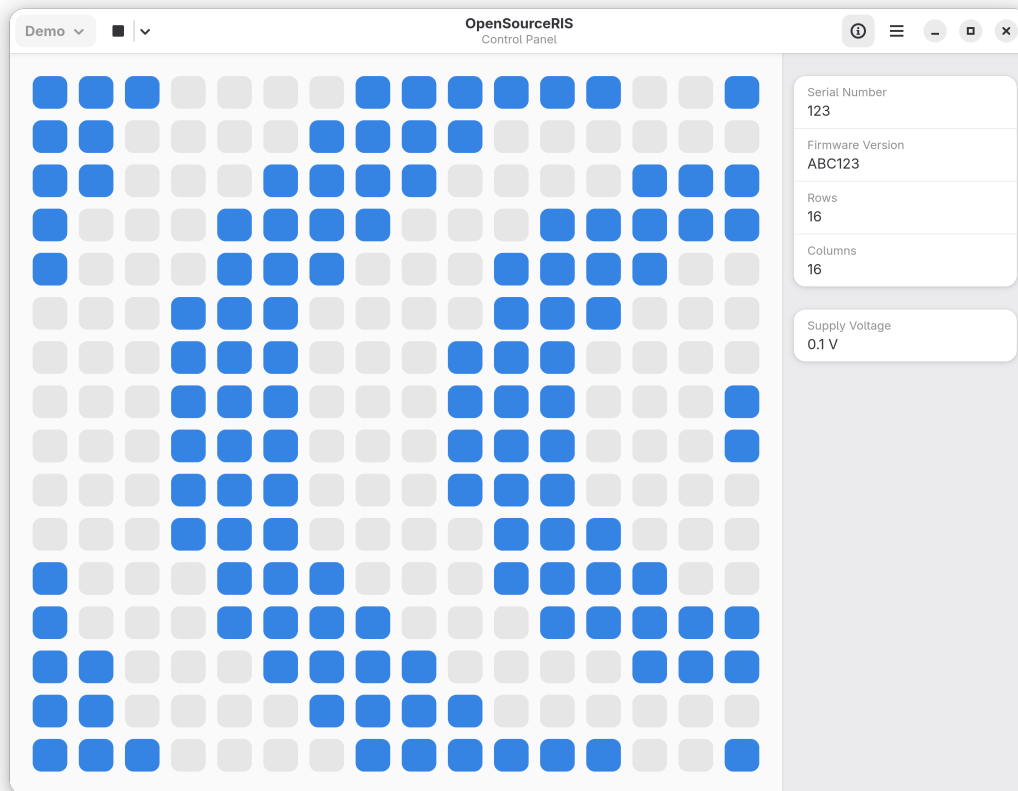 Demo
OpenSourceRIS
Control Panel
Serial Number
123
Firmware Version
ABC123
Rows
16
Columns
16
Supply Voltage
0.1 V